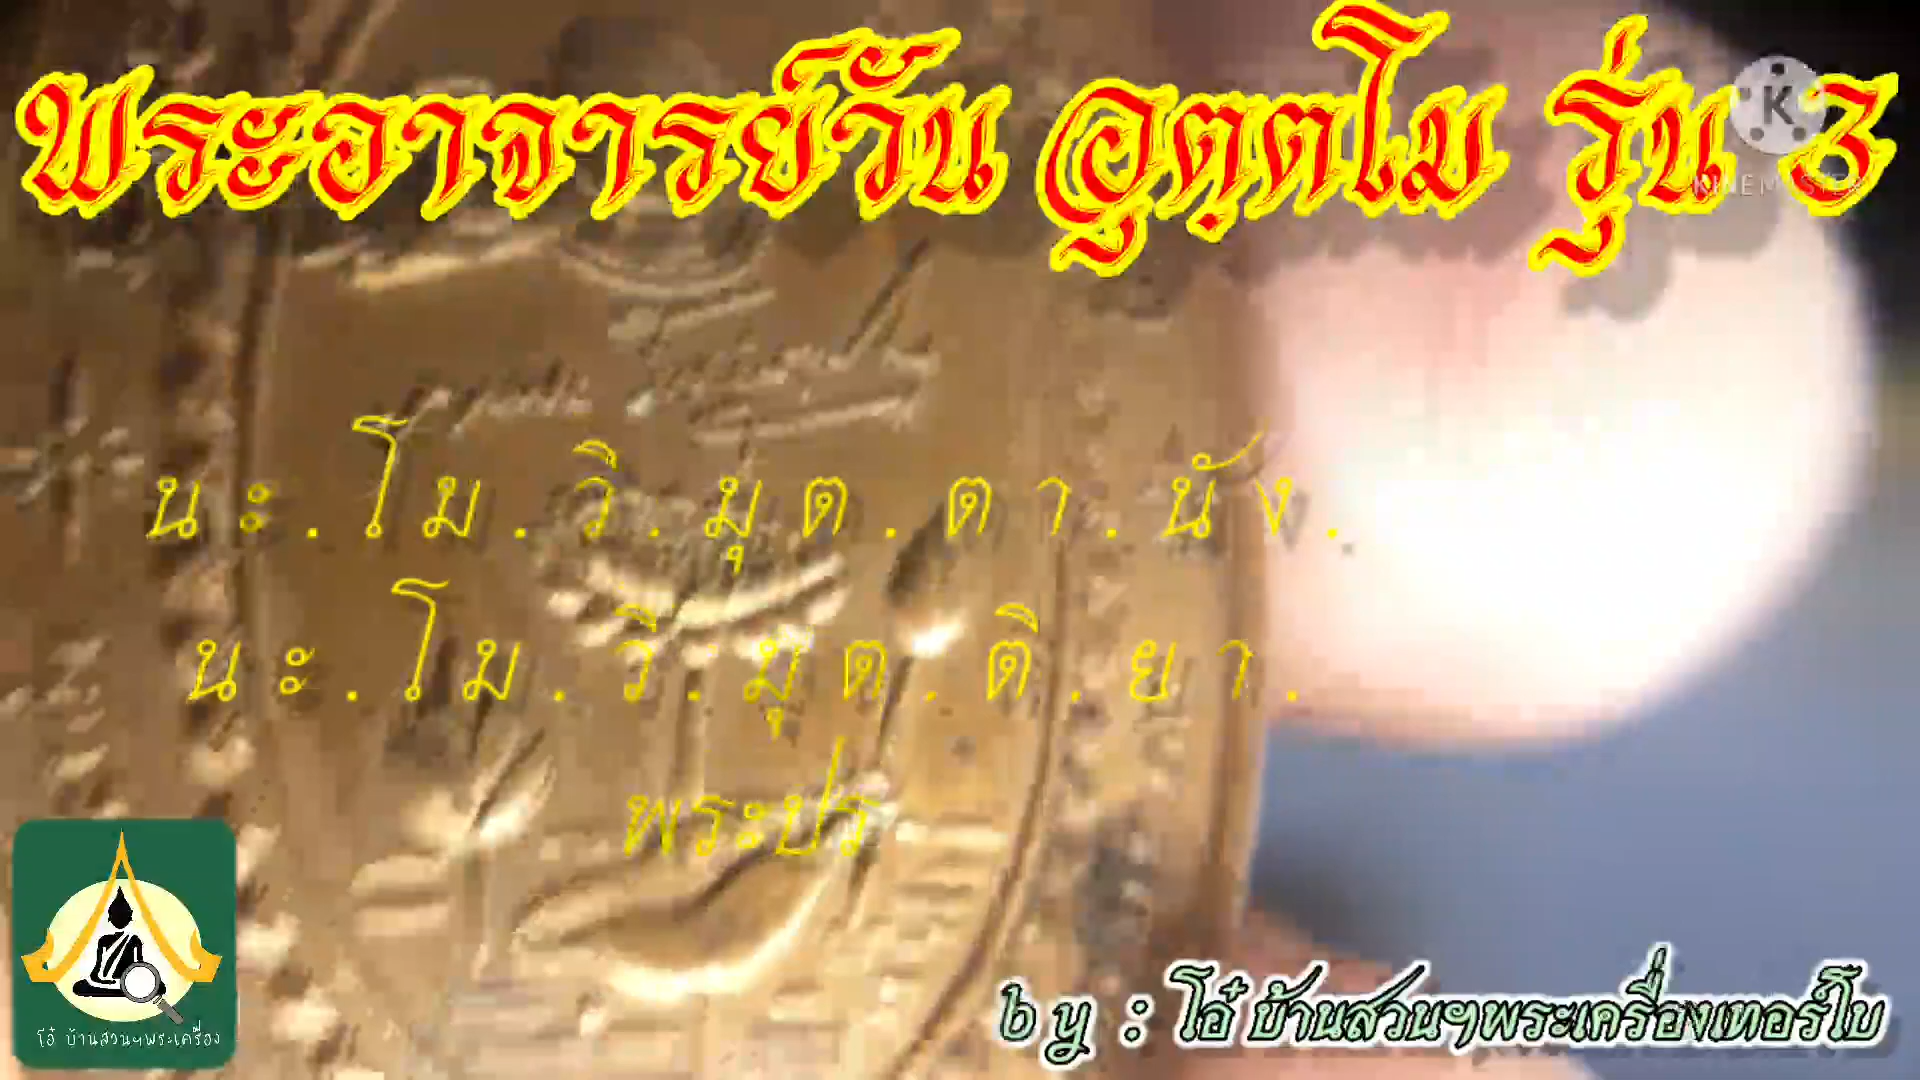 พระอาจารย์วัน อุตฺตโม รุ่น 3
KINEMASTER
นะ.โม.วิ.มุต.ตา.นัง.
นะ.โม.วิ.มุต.ติ.ยา.
พระปร
โอ๋ บ้านสวนฯพระเครื่อง
by : โอ๋ บ้านสวนฯพระเครื่องเทอร์โบ